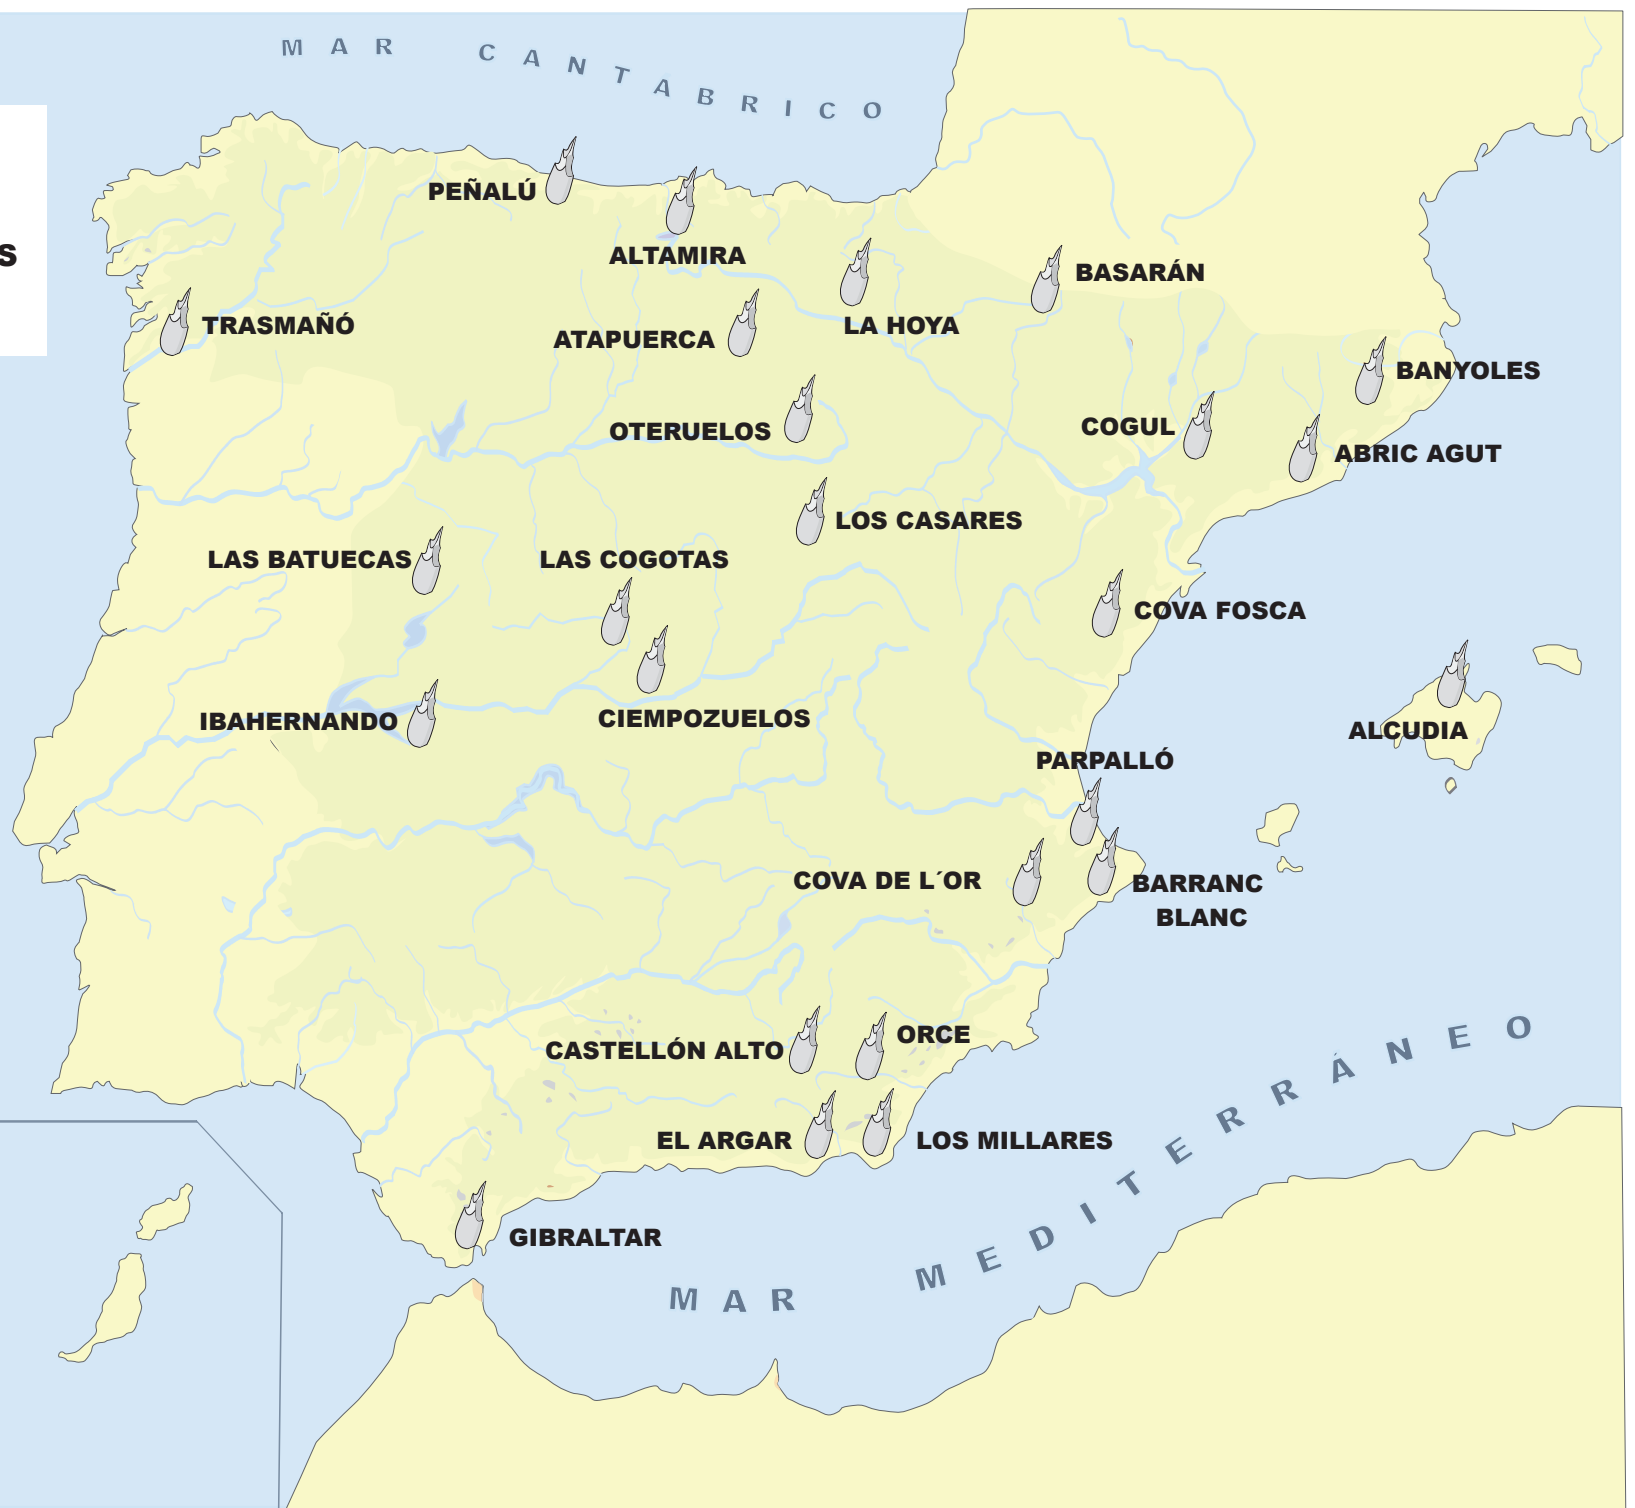 MAR CANTABRICO
S
PEÑALÚ
ALTAMIRA
BASARÁN
TRASMAÑÓ
ATAPUERCA
LA HOYA
BANYOLES
OTERUELOS
COGUL
ABRIC AGUT
LOS CASARES
LAS BATUECAS
LAS COGOTAS
COVA FOSCA
IBAHERNANDO
CIEMPOZUELOS
ALCUDIA
PARPALLÓ
COVA DE L´OR
BARRANC
BLANC
CASTELLÓN ALTO
ORCE
EL ARGAR
LOS MILLARES
GIBRALTAR
MAR MEDITERRÁNEO